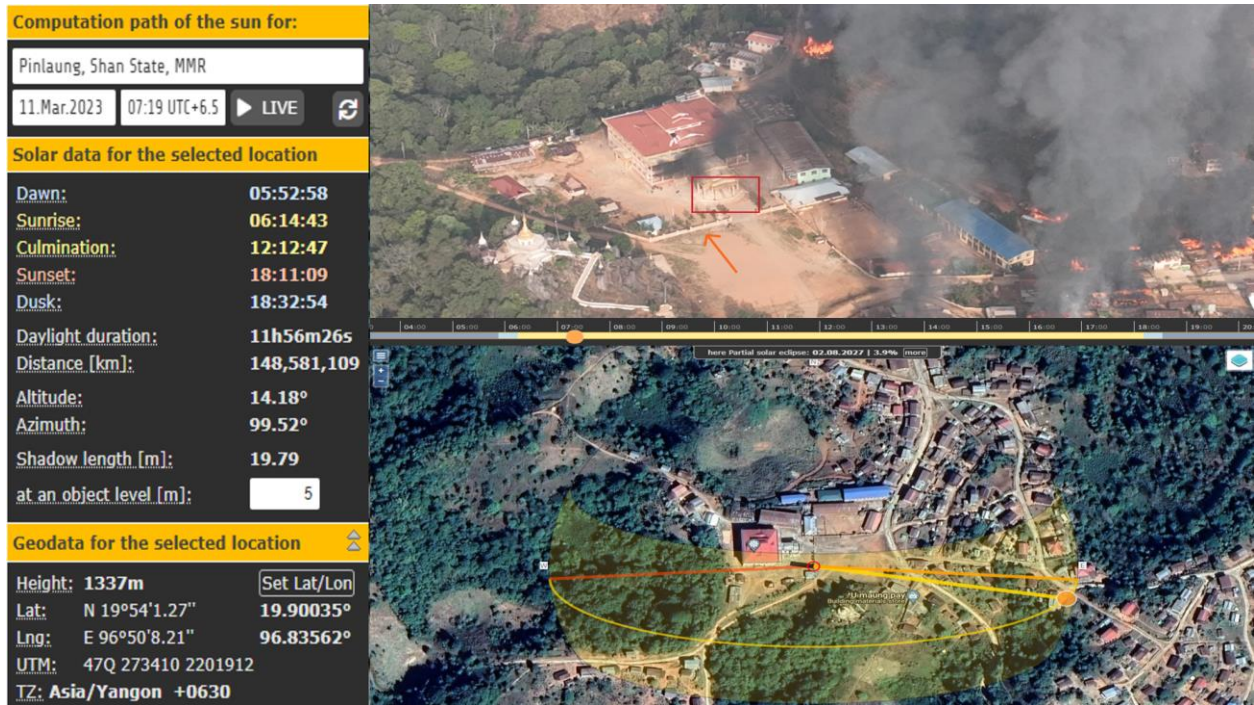 Computation path of the sun for:
Pinlaung, Shan State, MMR
11.Mar.2023 07:19 UTC+6.5 LIVE
Solar data for the selected location
Dawn: 05:52:58
Sunrise: 06:14:43
Culmination: 12:12:47
Sunset: 18:11:09
Dusk: 18:32:54
Daylight duration: 11h56m26s
Distance [km]: 148,581,109
Altitude: 14.18°
Azimuth: 99.52°
Shadow length [m]: 19.79
at an object level [m]: 5
Geodata for the selected location
Height: 1337m Set Lat/Lon
Lat: N 19°54'1.27'' 19.90035°
Lng: E 96°50'8.21'' 96.83562°
UTM: 47Q 273410 2201912
TZ: Asia/Yangon +0630
04:00 05:00 06:00 07:00 08:00 09:00 10:00 11:00 12:00 13:00 14:00 15:00 16:00 17:00 18:00 19:00 20
here Partial solar eclipse: 02.08.2027 | 3.9% more
+
-
W
E
U maung pay
Building materials store